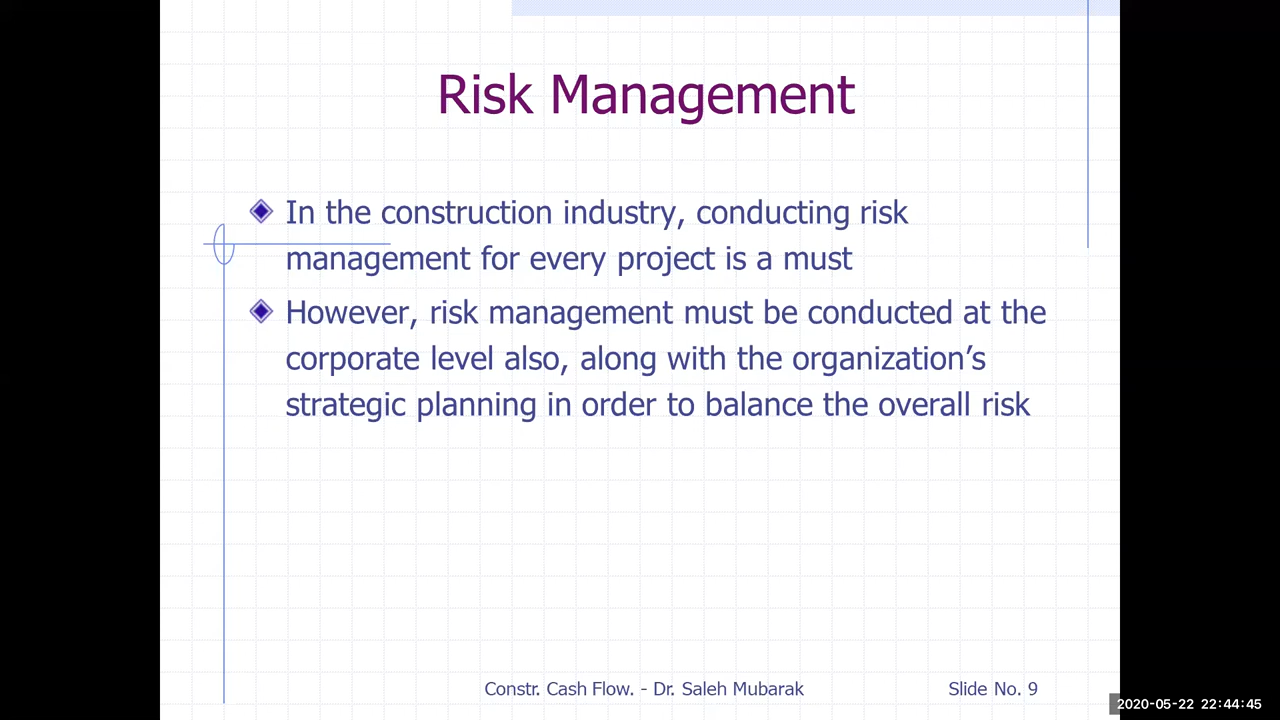 Risk Management
In the construction industry, conducting risk
management for every project is a must
However, risk management must be conducted at the
corporate level also, along with the organization’s
strategic planning in order to balance the overall risk
Constr. Cash Flow. - Dr. Saleh Mubarak
Slide No. 9
2020-05-22 22:44:45